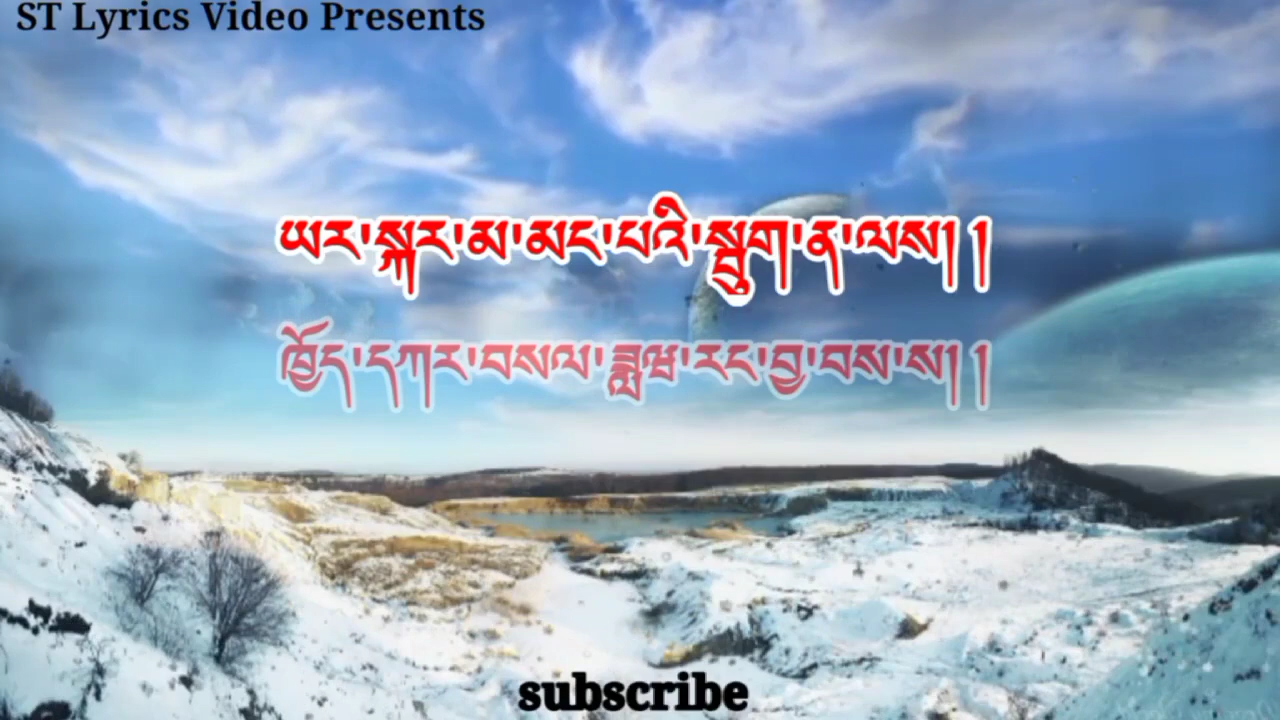 ST Lyrics Video Presents
ཡར་སྐར་མ་མང་པའི་སྦུག་ན་ལས། །
ཁྱོད་དཀར་བསལ་ཟླཝ་རང་བྱ་བས་ས། །
subscribe